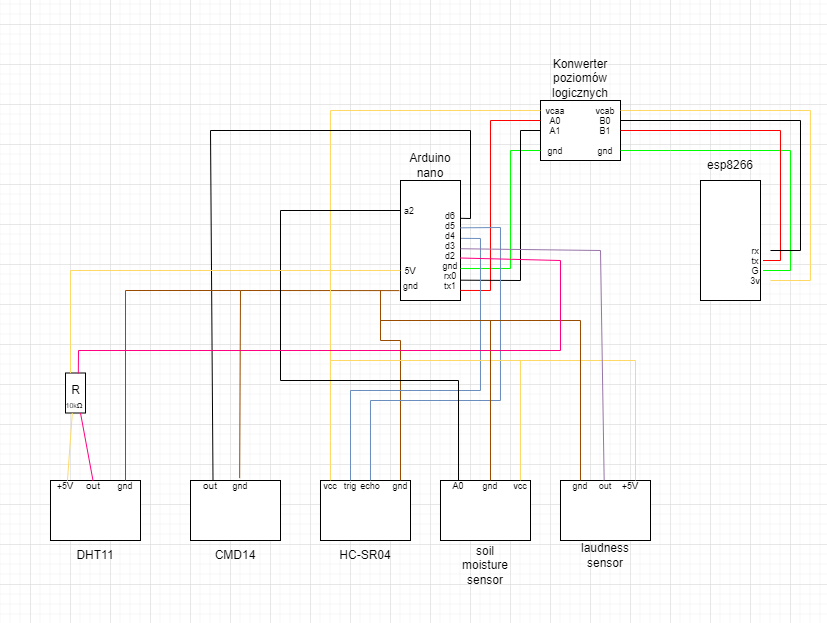 Konwerter
poziomów
logicznych
vcaa vcab
A0 B0
A1 B1
gnd gnd
Arduino
nano
esp8266
a2
d6
d5
d4
d3
d2
5V gnd
rx0
gnd tx1
rx
tx
G
3v
R
10kΩ
+5V out gnd
out gnd
vcc trig echo gnd
A0 gnd vcc
gnd out +5V
DHT11
CMD14
HC-SR04
soil
moisture
sensor
laudness
sensor